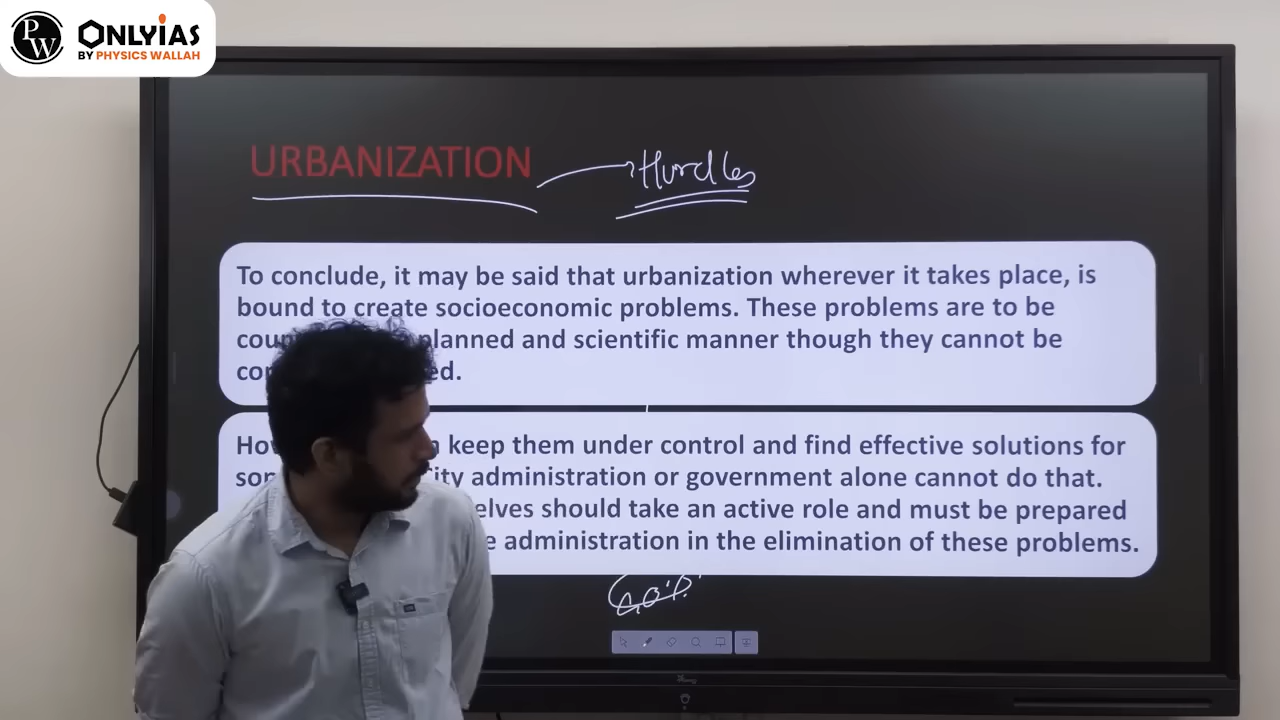 PW
ONLYIAS
BY PHYSICS WALLAH
URBANIZATION
Hurdles
To conclude, it may be said that urbanization wherever it takes place, is
bound to create socioeconomic problems. These problems are to be
planned and scientific manner though they cannot be
keep them under control and find effective solutions for
administration or government alone cannot do that.
should take an active role and must be prepared
administration in the elimination of these problems.